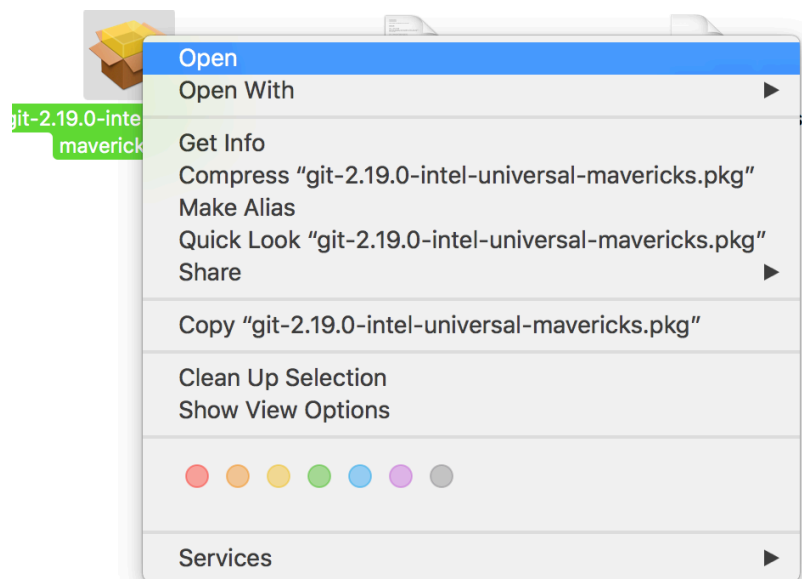 Open
git-2.19.0-inte
maverick
Open With
Get Info
Compress “git-2.19.0-intel-universal-mavericks.pkg”
Make Alias
Quick Look “git-2.19.0-intel-universal-mavericks.pkg”
Share
Copy “git-2.19.0-intel-universal-mavericks.pkg”
Clean Up Selection
Show View Options
Services